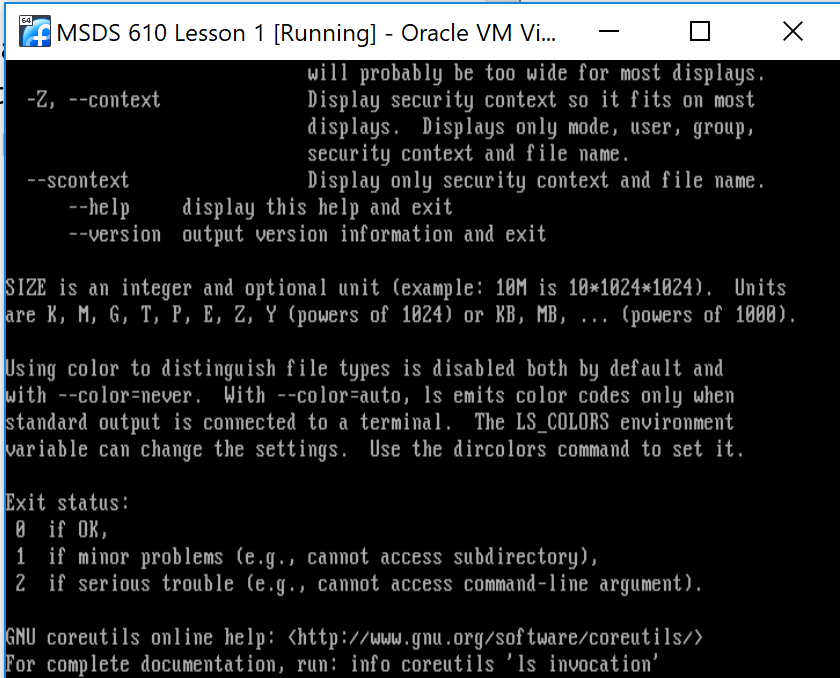 64
MSDS 610 Lesson 1 [Running] - Oracle VM Vi...
will probably be too wide for most displays.
-Z, --context Display security context so it fits on most
displays. Displays only mode, user, group,
security context and file name.
--scontext Display only security context and file name.
--help display this help and exit
--version output version information and exit
SIZE is an integer and optional unit (example: 10M is 10*1024*1024). Units
are K, M, G, T, P, E, Z, Y (powers of 1024) or KB, MB, ... (powers of 1000).
Using color to distinguish file types is disabled both by default and
with --color=never. With --color=auto, ls emits color codes only when
standard output is connected to a terminal. The LS_COLORS environment
variable can change the settings. Use the dircolors command to set it.
Exit status:
0 if OK,
1 if minor problems (e.g., cannot access subdirectory),
2 if serious trouble (e.g., cannot access command-line argument).
GNU coreutils online help: <http://www.gnu.org/software/coreutils/>
For complete documentation, run: info coreutils 'ls invocation'